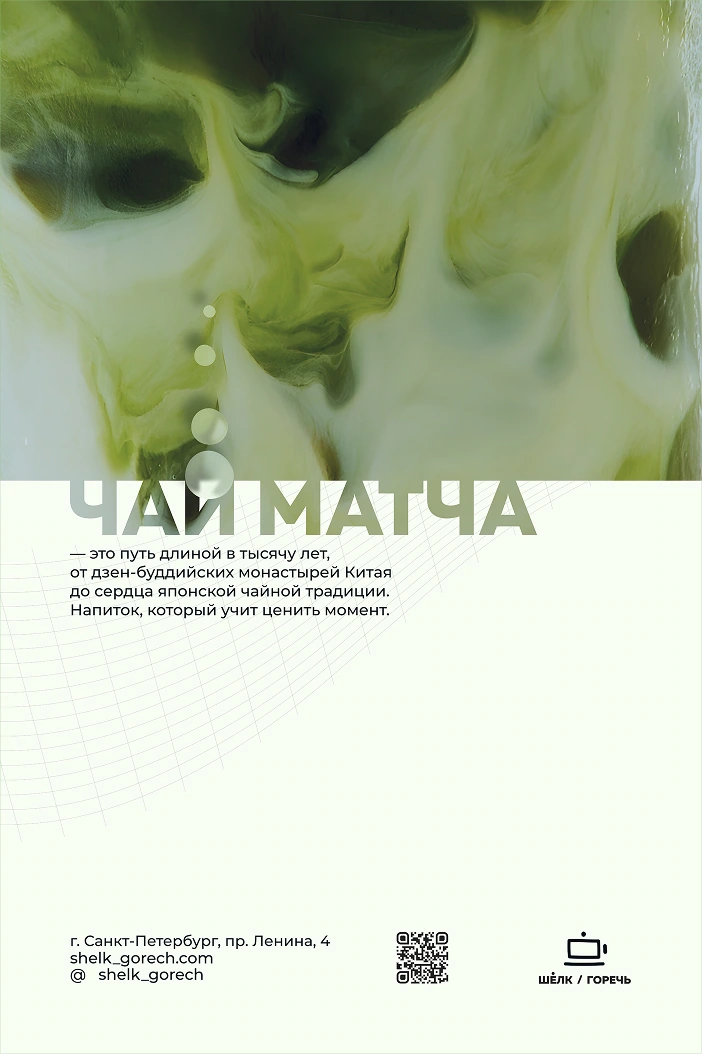 ЧАЙ МАТЧА
— это путь длиной в тысячу лет,
от дзен-буддийских монастырей Китая
до сердца японской чайной традиции.
Напиток, который учит ценить момент.
г. Санкт-Петербург, пр. Ленина, 4
shelk_gorech.com
@ shelk_gorech
ШЁЛК / ГОРЕЧЬ